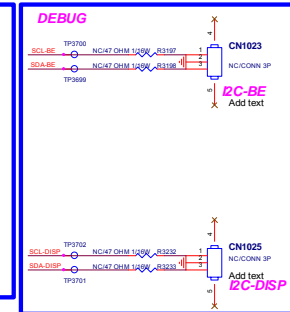 DEBUG
4
TP3700
SCL-BE NC/47 OHM 1/16W R3197 1 CN1023
SDA-BE NC/47 OHM 1/16W R3198 2
3 NC/CONN 3P
TP3699
5 I2C-BE
Add text
4
TP3702
SCL-DISP NC/47 OHM 1/16W R3232 1 CN1025
2 NC/CONN 3P
SDA-DISP NC/47 OHM 1/16W R3233 3
TP3701
Add text
5 I2C-DISP